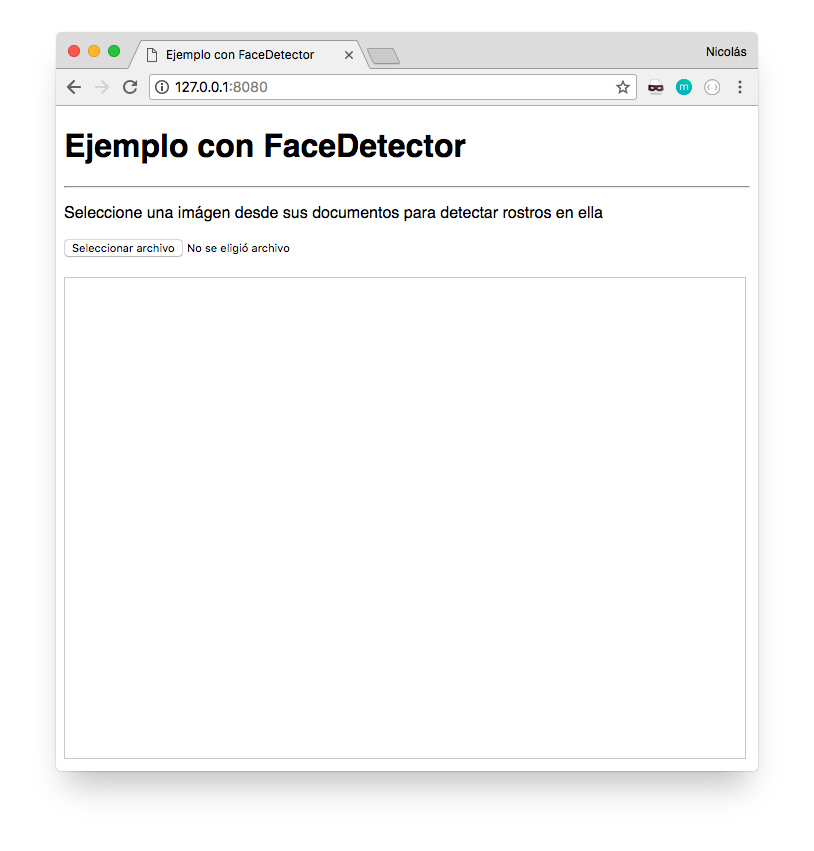 Ejemplo con FaceDetector
Nicolás
127.0.0.1:8080
m
Ejemplo con FaceDetector
Seleccione una imágen desde sus documentos para detectar rostros en ella
Seleccionar archivo No se eligió archivo